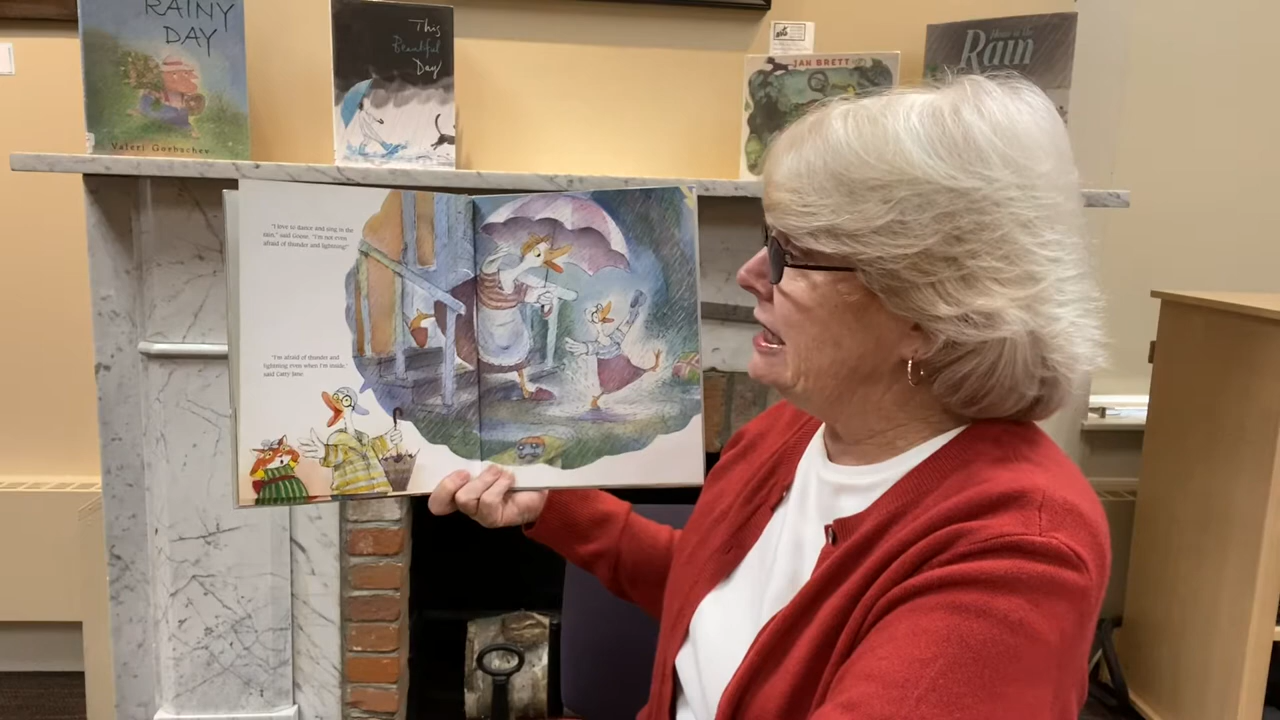 RAINY
DAY
Valeri Gorbachev
This
Beautiful
Day
JAN BRETT
Rain
"I love to dance and sing in the
rain," said Goose. "I'm not even
afraid of thunder and lightning!"
"I'm afraid of thunder and
lightning even when I'm inside,"
said Catty Jane.